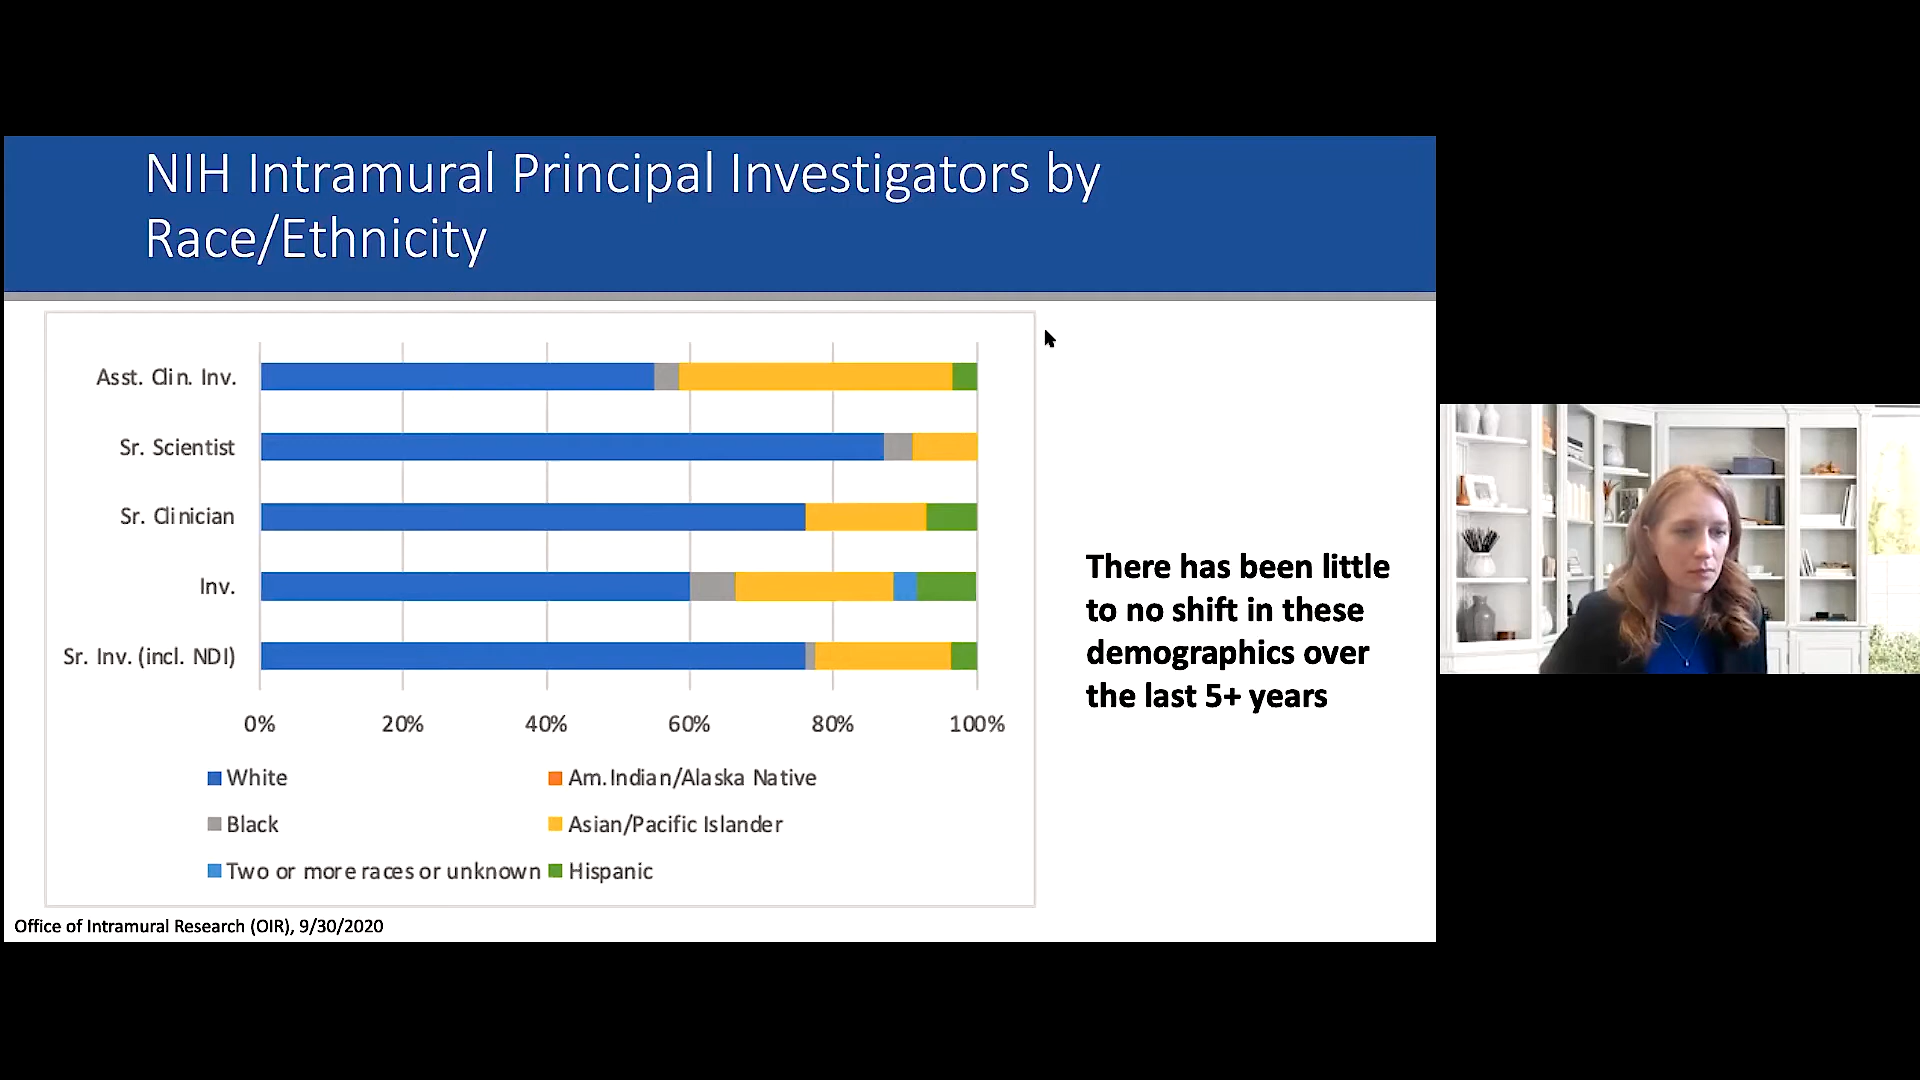 NIH Intramural Principal Investigators by
Race/Ethnicity
Asst. Clin. Inv.
Sr. Scientist
Sr. Clinician
Inv.
Sr. Inv. (incl. NDI)
0% 20% 40% 60% 80% 100%
White
Am.Indian/Alaska Native
Black
Asian/Pacific Islander
Two or more races or unknown
Hispanic
There has been little
to no shift in these
demographics over
the last 5+ years
Office of Intramural Research (OIR), 9/30/2020